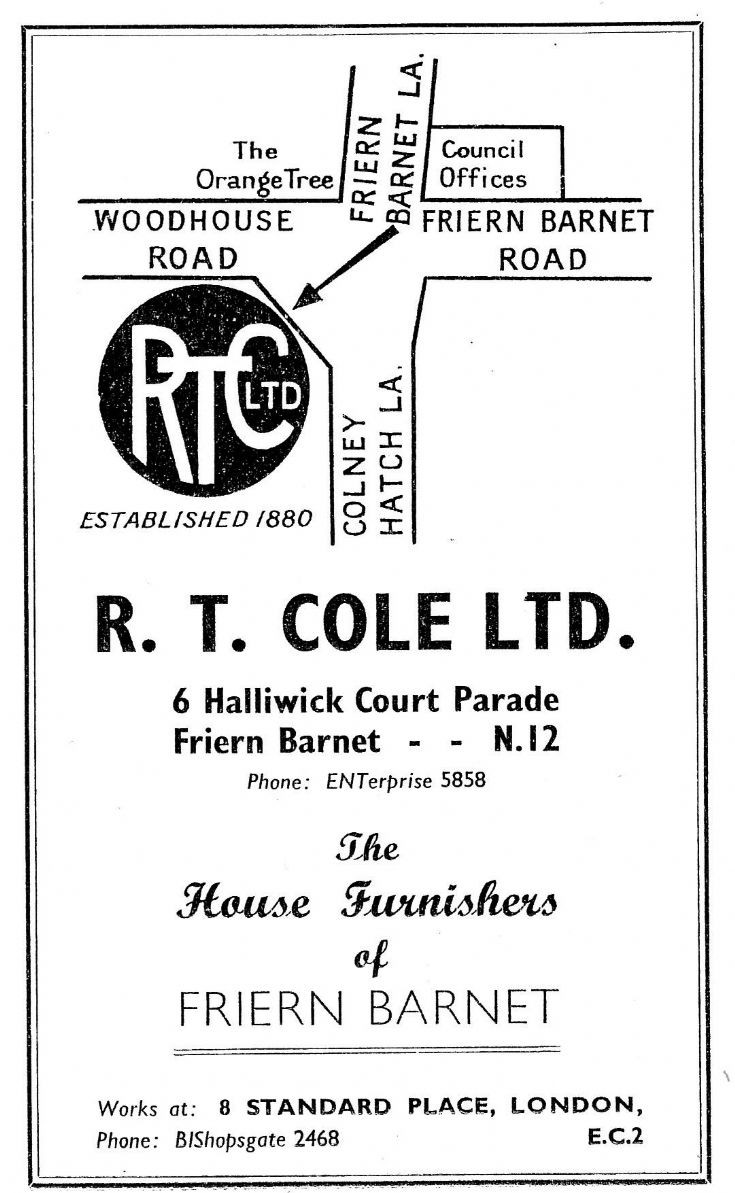 The
Orange Tree
FRIERN
BARNET LA.
Council
Offices
WOODHOUSE
ROAD
FRIERN BARNET
ROAD
RTC
LTD
COLNEY
HATCH LA.
ESTABLISHED 1880
R. T. COLE LTD.
6 Halliwick Court Parade
Friern Barnet - - N.12
Phone: ENTerprise 5858
The
House Furnishers
of
FRIERN BARNET
Works at: 8 STANDARD PLACE, LONDON,
Phone: BIShopsgate 2468 E.C.2